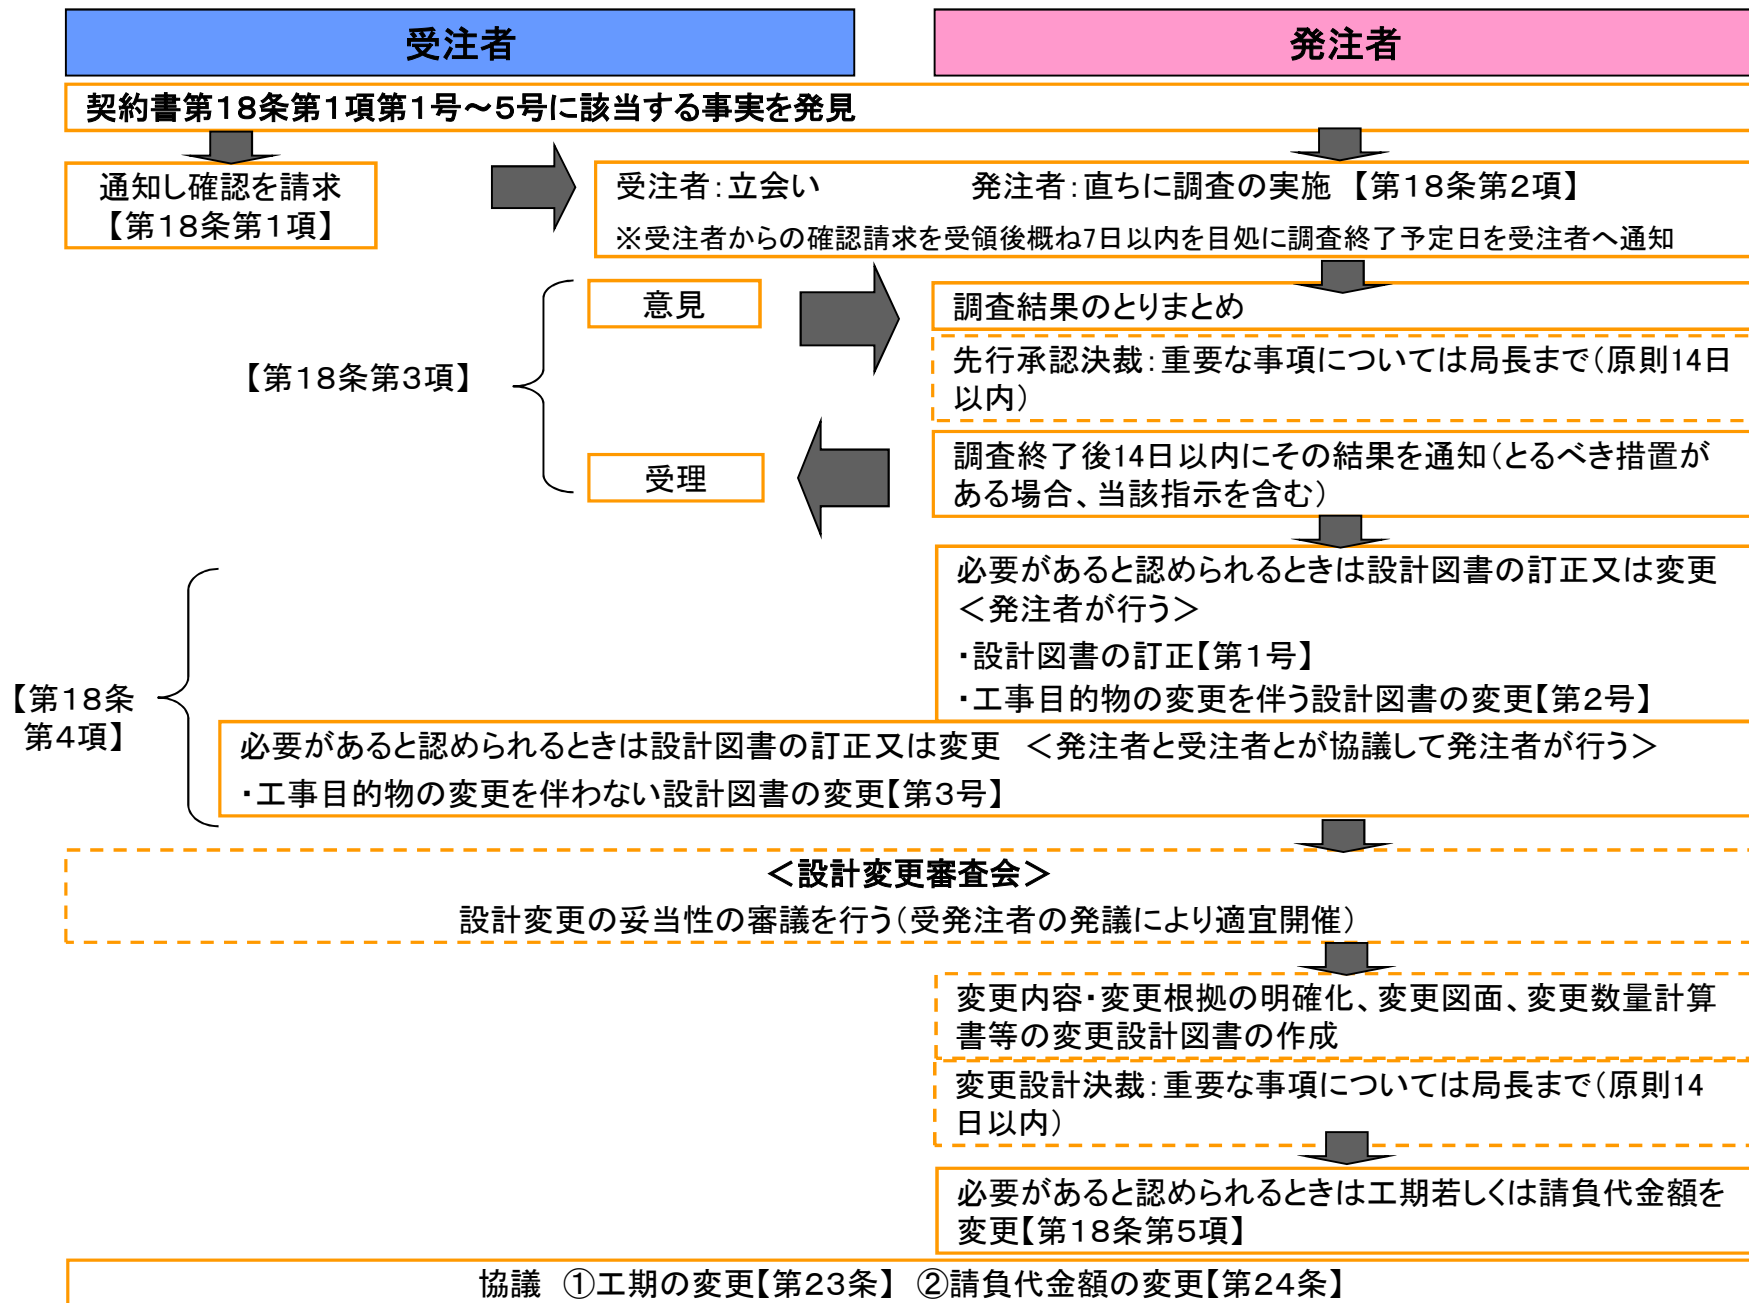 受注者
発注者
契約書第18条第1項第1号～5号に該当する事実を発見
通知し確認を請求
【第18条第1項】
受注者：立会い　　　　発注者：直ちに調査の実施　【第18条第2項】
※受注者からの確認請求を受領後概ね7日以内を目処に調査終了予定日を受注者へ通知
意見
調査結果のとりまとめ
先行承認決裁：重要な事項については局長まで（原則14日
以内）
【第18条第3項】
受理
調査終了後14日以内にその結果を通知（とるべき措置が
ある場合、当該指示を含む）
必要があると認められるときは設計図書の訂正又は変更
＜発注者が行う＞
・設計図書の訂正【第1号】
・工事目的物の変更を伴う設計図書の変更【第2号】
【第18条
第4項】
必要があると認められるときは設計図書の訂正又は変更　＜発注者と受注者とが協議して発注者が行う＞
・工事目的物の変更を伴わない設計図書の変更【第3号】
＜設計変更審査会＞
設計変更の妥当性の審議を行う（受発注者の発議により適宜開催）
変更内容・変更根拠の明確化、変更図面、変更数量計算
書等の変更設計図書の作成
変更設計決裁：重要な事項については局長まで（原則14
日以内）
必要があると認められるときは工期若しくは請負代金額を
変更【第18条第5項】
協議　①工期の変更【第23条】　②請負代金額の変更【第24条】